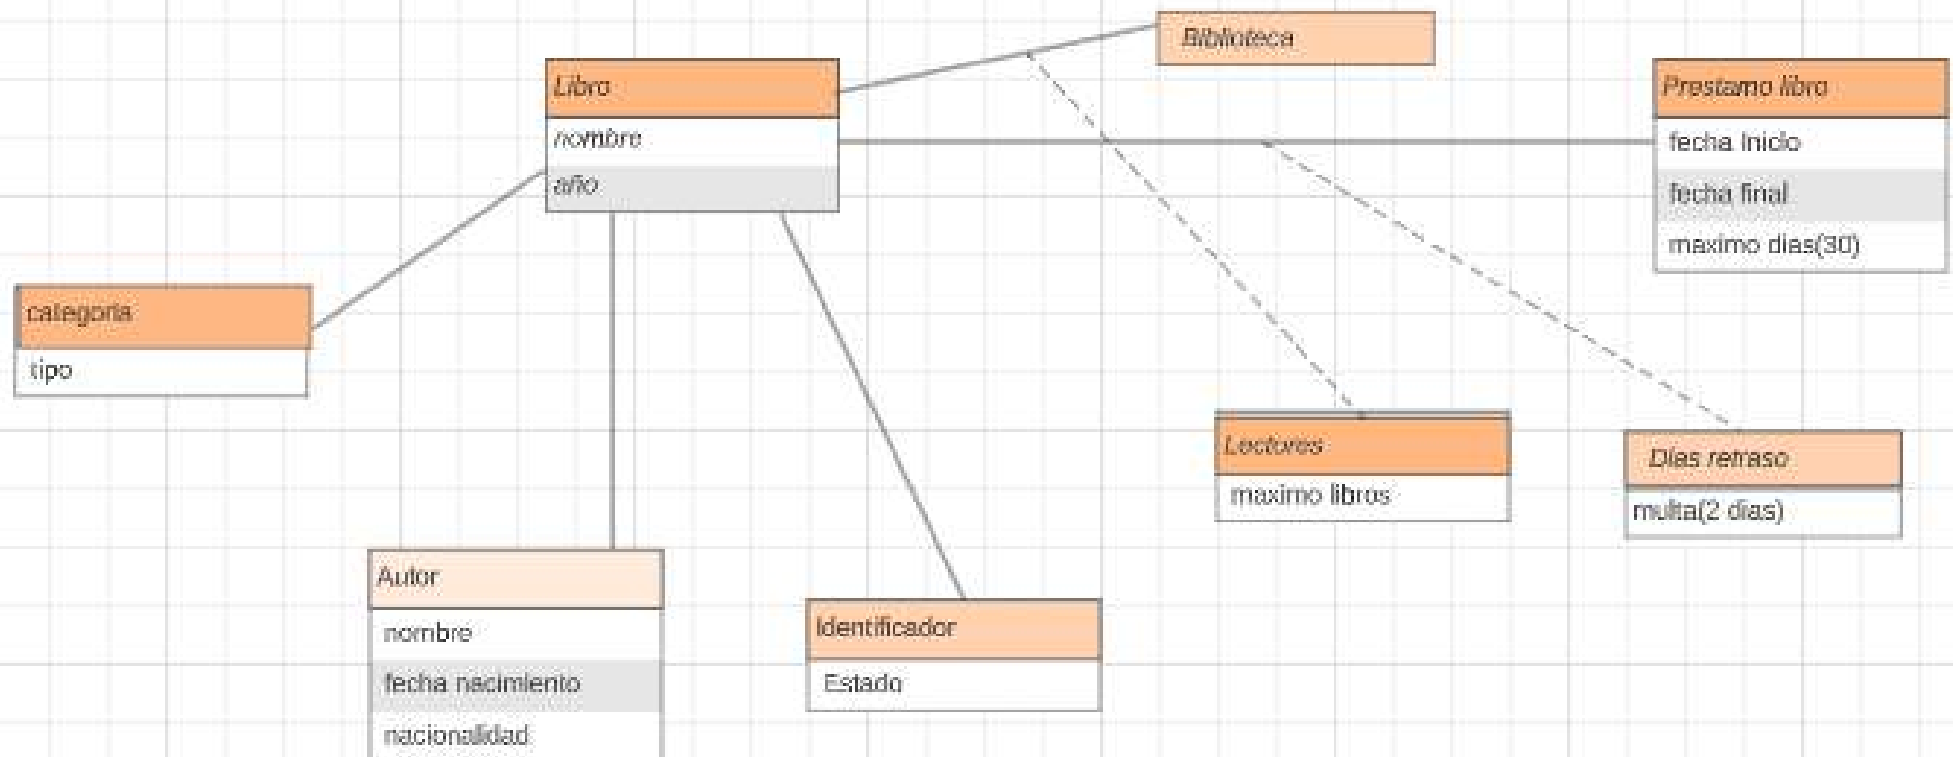 Biblioteca
Libro
nombre
año
Prestamo libro
fecha inicio
fecha final
maximo dias(30)
categoria
tipo
Lectores
maximo libros
Días retraso
multa(2 dias)
Autor
nombre
fecha nacimiento
nacionalidad
Identificador
Estado